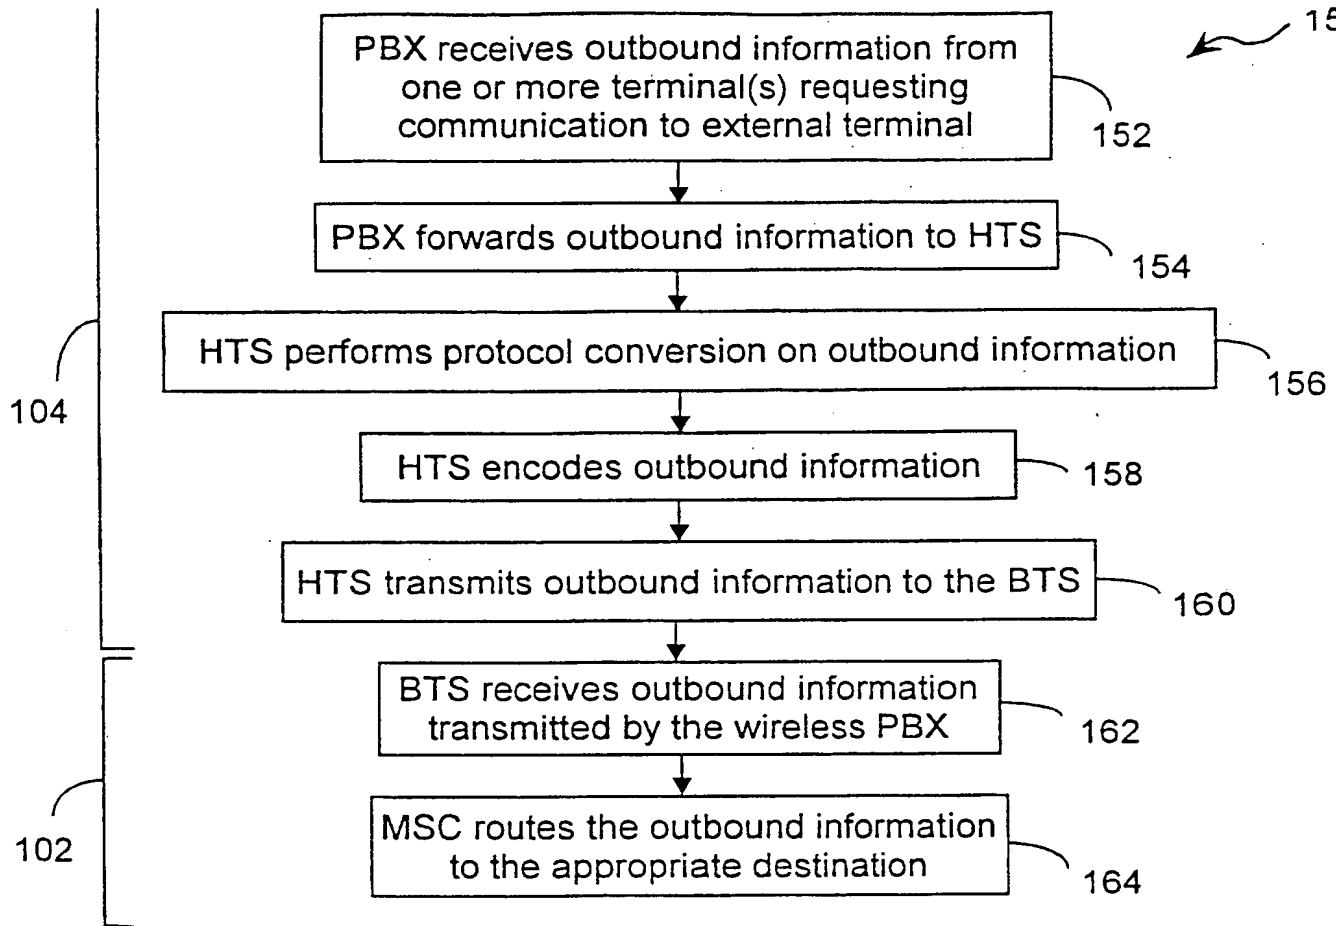 PBX receives outbound information from
one or more terminal(s) requesting
communication to external terminal
152
PBX forwards outbound information to HTS
154
HTS performs protocol conversion on outbound information
156
104
HTS encodes outbound information
158
HTS transmits outbound information to the BTS
160
BTS receives outbound information
transmitted by the wireless PBX
162
MSC routes the outbound information
to the appropriate destination
164
102